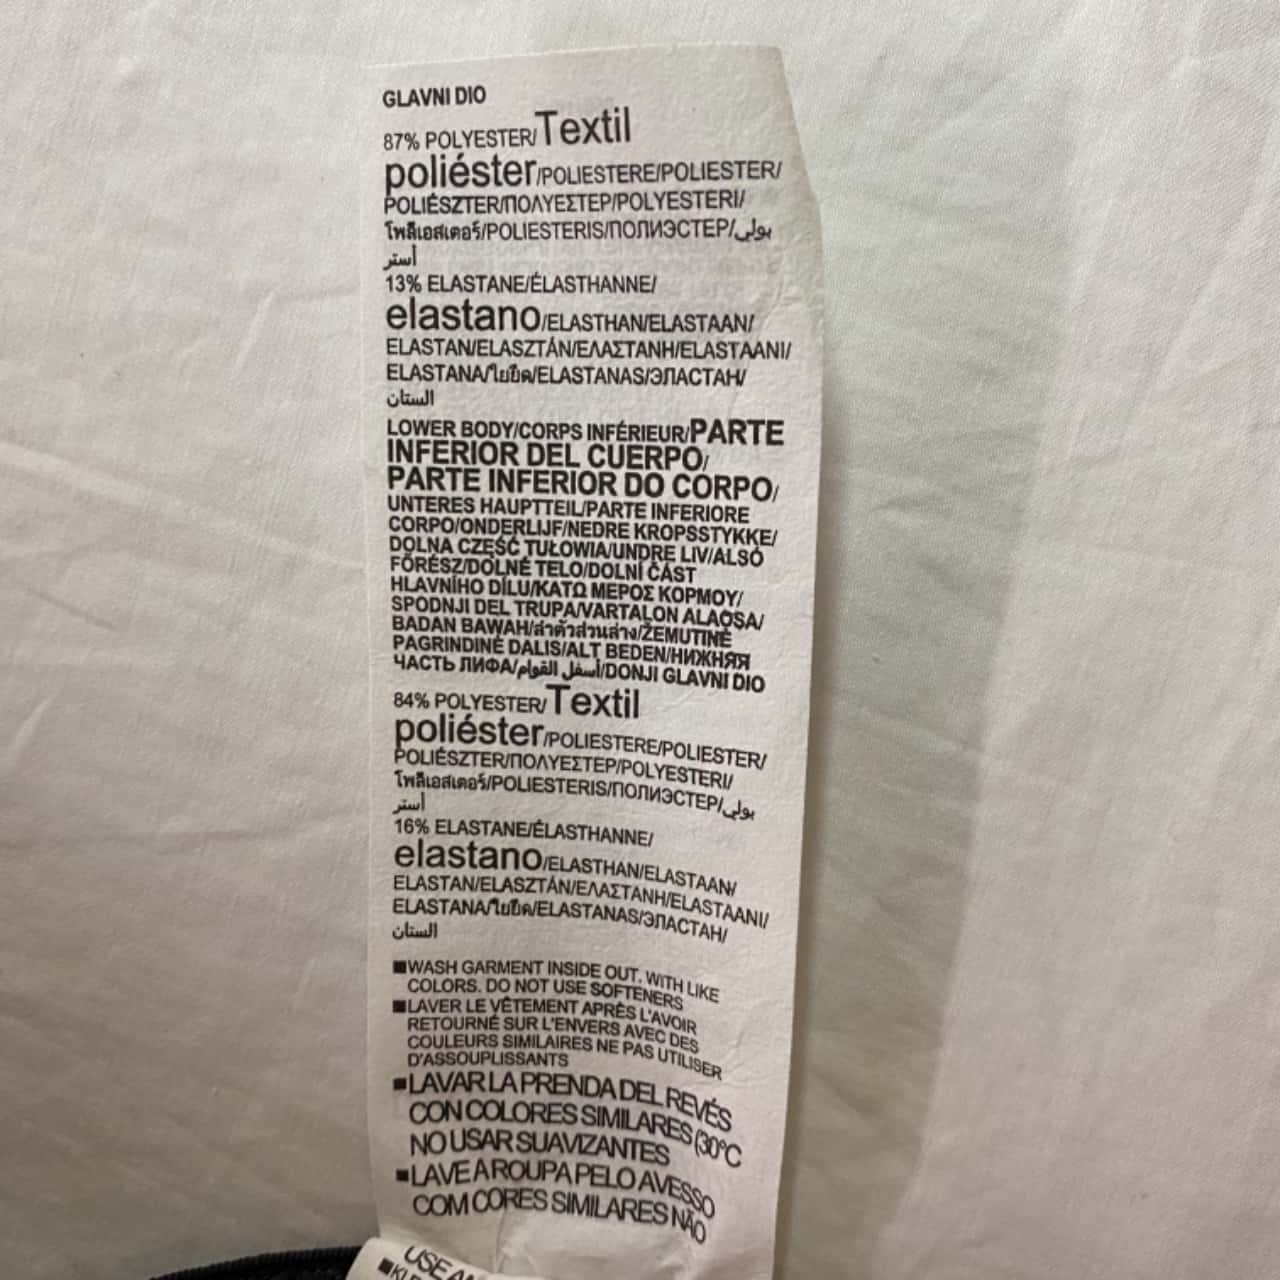 GLAVNI DIO
87% POLYESTER/Textil
poliéster/POLIESTERE/POLIESTER/
POLIÉSZTER/ΠΟΛΥΕΣΤΕΡ/POLYESTERI/
โพลีเอสเตอร์/POLIESTERIS/ПОЛИЭСТЕР/بولي
أستر
13% ELASTANE/ÉLASTHANNE/
elastano/ELASTHAN/ELASTAAN/
ELASTAN/ELASZTÁN/ΕΛΑΣΤΑΝΗ/ELASTAANI/
ELASTANA/ใยยืด/ELASTANAS/ЭЛАСТАН/
الستان
LOWER BODY/CORPS INFÉRIEUR/PARTE
INFERIOR DEL CUERPO/
PARTE INFERIOR DO CORPO/
UNTERES HAUPTTEIL/PARTE INFERIORE
CORPO/ONDERLIJF/NEDRE KROPSSTYKKE/
DOLNA CZĘŚĆ TUŁOWIA/UNDRE LIV/ALSÓ
FŐRÉSZ/DOLNÉ TELO/DOLNÍ ČÁST
HLAVNÍHO DÍLU/ΚΑΤΩ ΜΕΡΟΣ ΚΟΡΜΟΥ/
SPODNJI DEL TRUPA/VARTALON ALAOSA/
BADAN BAWAH/ลำตัวส่วนล่าง/ŽEMUTINĖ
PAGRINDINĖ DALIS/ALT BEDEN/НИЖНЯЯ
ЧАСТЬ ЛИФА/أسفل القوام/DONJI GLAVNI DIO
84% POLYESTER/Textil
poliéster/POLIESTERE/POLIESTER/
POLIÉSZTER/ΠΟΛΥΕΣΤΕΡ/POLYESTERI/
โพลีเอสเตอร์/POLIESTERIS/ПОЛИЭСТЕР/بولي
أستر
16% ELASTANE/ÉLASTHANNE/
elastano/ELASTHAN/ELASTAAN/
ELASTAN/ELASZTÁN/ΕΛΑΣΤΑΝΗ/ELASTAANI/
ELASTANA/ใยยืด/ELASTANAS/ЭЛАСТАН/
الستان
■WASH GARMENT INSIDE OUT. WITH LIKE
COLORS. DO NOT USE SOFTENERS
■LAVER LE VÊTEMENT APRÈS L'AVOIR
RETOURNÉ SUR L'ENVERS AVEC DES
COULEURS SIMILAIRES NE PAS UTILISER
D'ASSOUPLISSANTS
■LAVAR LA PRENDA DEL REVÉS
CON COLORES SIMILARES (30°C
NO USAR SUAVIZANTES
■LAVE A ROUPA PELO AVESSO
COM CORES SIMILARES NÃO
USE